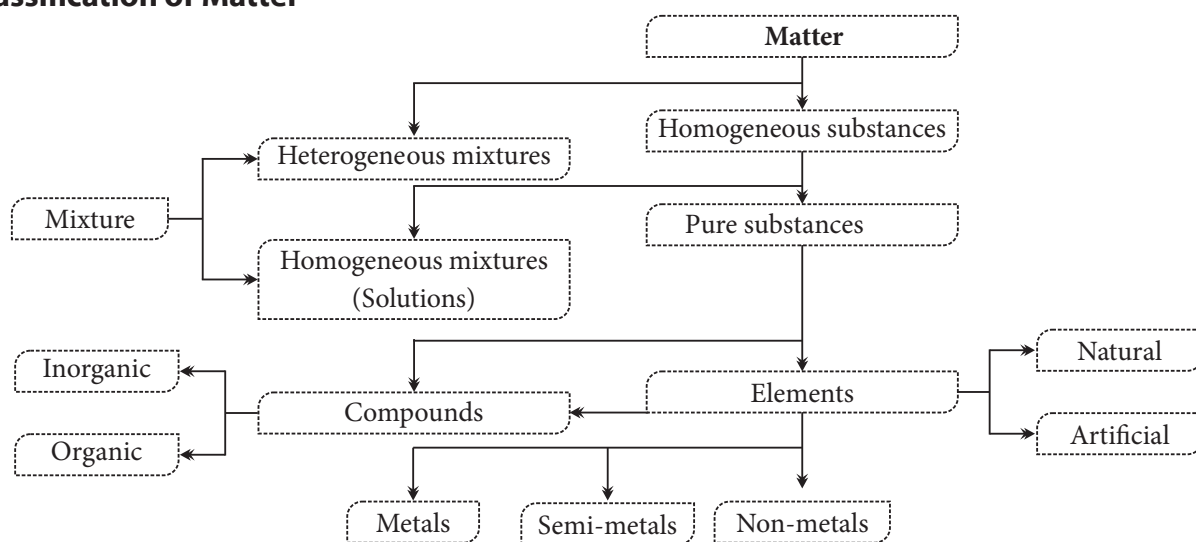 Matter
Homogeneous substances
Heterogeneous mixtures
Mixture
Pure substances
Homogeneous mixtures
(Solutions)
Inorganic
Natural
Compounds
Elements
Organic
Artificial
Metals
Semi-metals
Non-metals